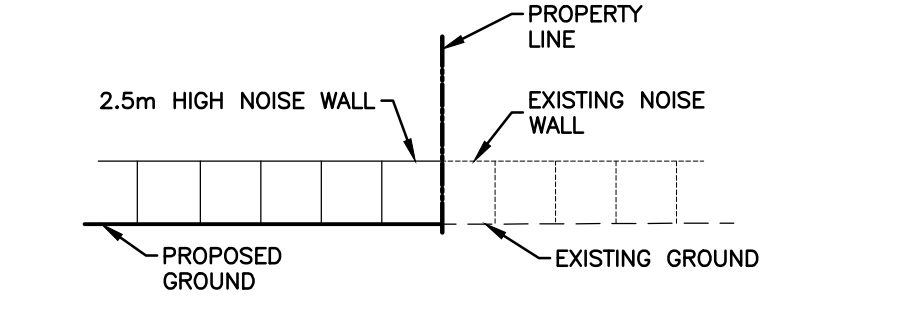 PROPERTY
LINE
2.5m HIGH NOISE WALL
EXISTING NOISE
WALL
PROPOSED
GROUND
EXISTING GROUND